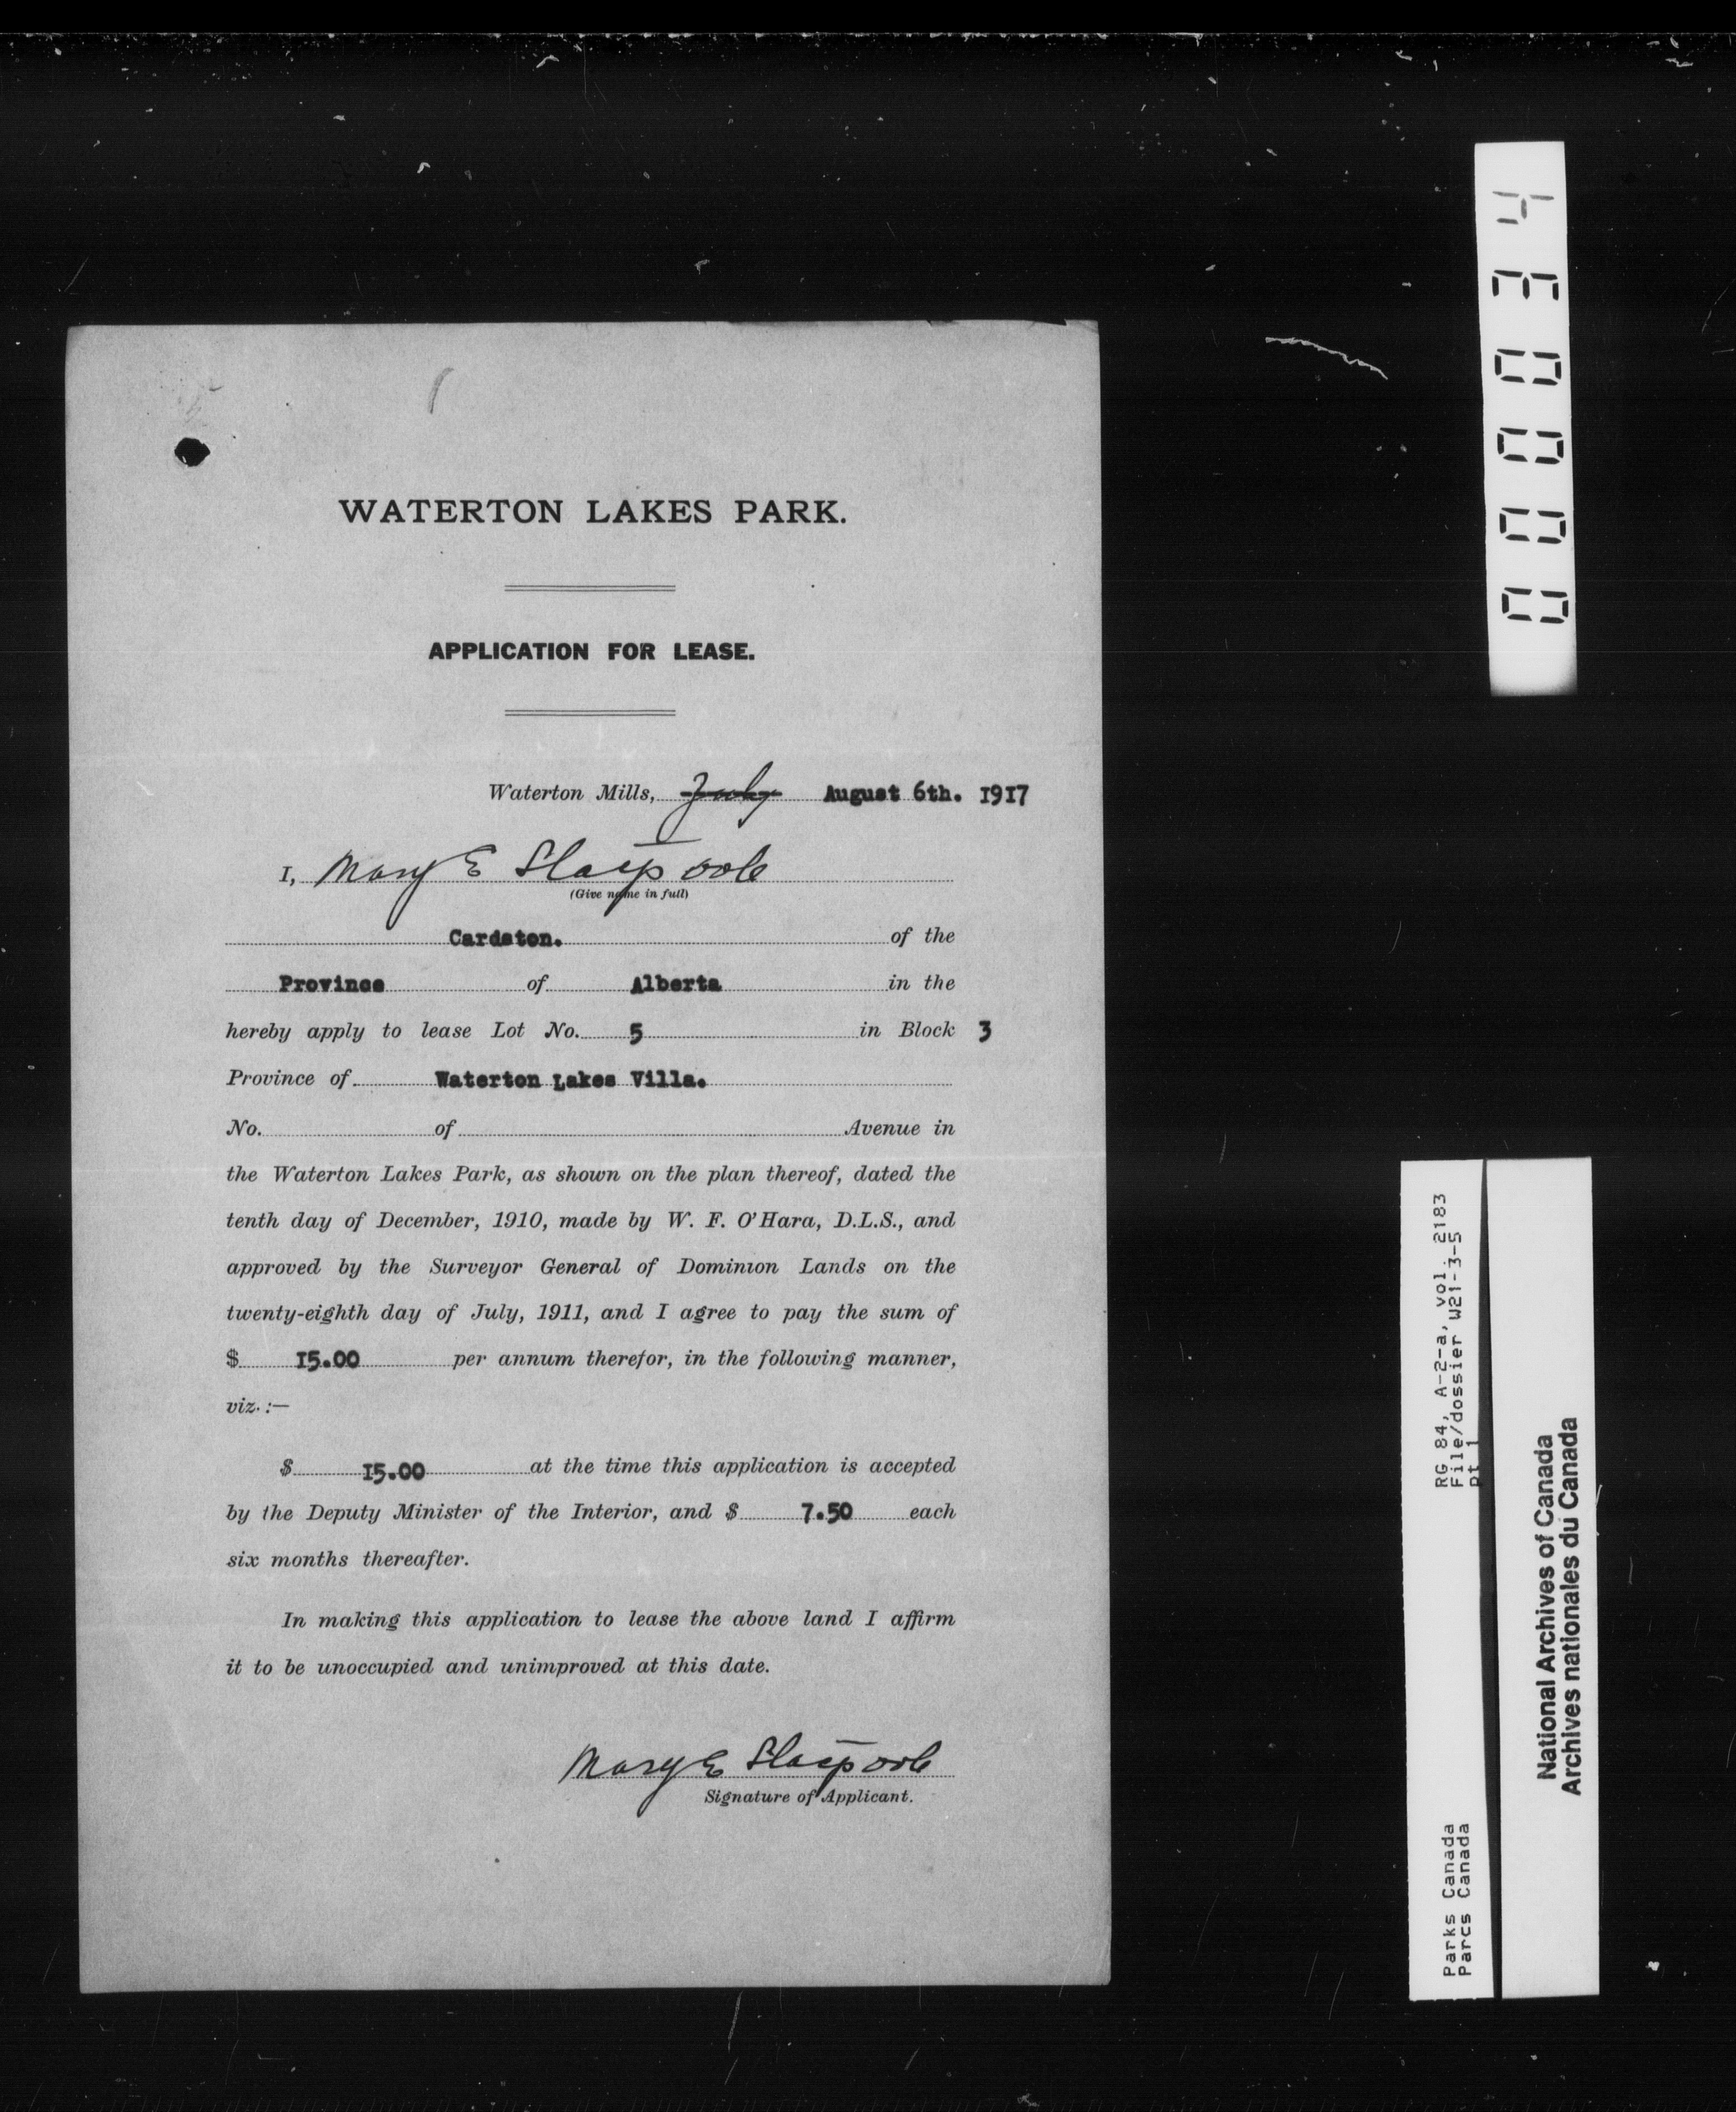 WATERTON LAKES PARK.
APPLICATION FOR LEASE.
Waterton Mills, July August 6th. 1917
I, Mary E Slacpoole
(Give name in full)
Cardston. of the
Province of Alberta in the
hereby apply to lease Lot No. 5 in Block 3
Province of Waterton Lakes Villa.
No. of Avenue in
the Waterton Lakes Park, as shown on the plan thereof, dated the
tenth day of December, 1910, made by W. F. O'Hara, D.L.S., and
approved by the Surveyor General of Dominion Lands on the
twenty-eighth day of July, 1911, and I agree to pay the sum of
$ 15.00 per annum therefor, in the following manner,
viz.:—
$ 15.00 at the time this application is accepted
by the Deputy Minister of the Interior, and $ 7.50 each
six months thereafter.
In making this application to lease the above land I affirm
it to be unoccupied and unimproved at this date.
Mary E Slacpoole
Signature of Applicant.
000034
RG 84, A-2-a, vol. 2183
File/dossier W21-3-5
pt 1
Parks Canada
Parcs Canada
National Archives of Canada
Archives nationales du Canada